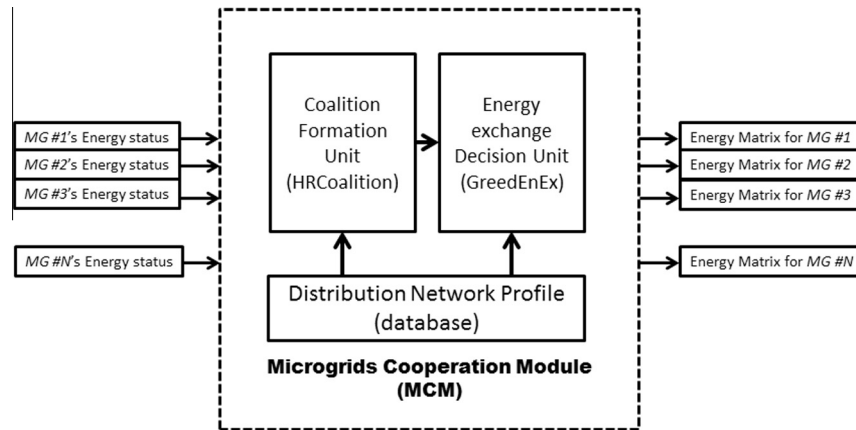 MG #1's Energy status
MG #2's Energy status
MG #3's Energy status
MG #N's Energy status
Coalition
Formation
Unit
(HRCoalition)
Energy
exchange
Decision Unit
(GreedEnEx)
Distribution Network Profile
(database)
Microgrids Cooperation Module
(MCM)
Energy Matrix for MG #1
Energy Matrix for MG #2
Energy Matrix for MG #3
Energy Matrix for MG #N